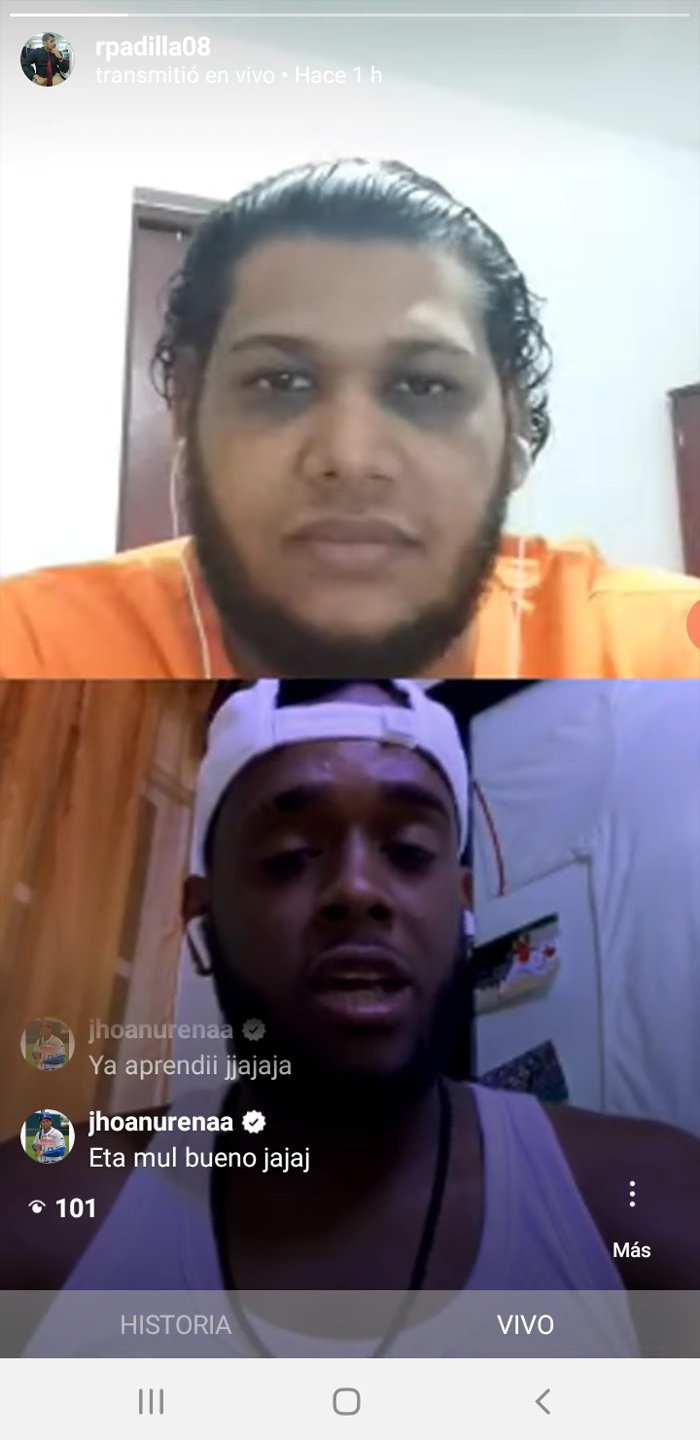 rpadilla08
transmitió en vivo • Hace 1 h
jhoanurenaa
Ya aprendii jjajaja
jhoanurenaa
Eta mul bueno jajaj
101
Más
HISTORIA
VIVO